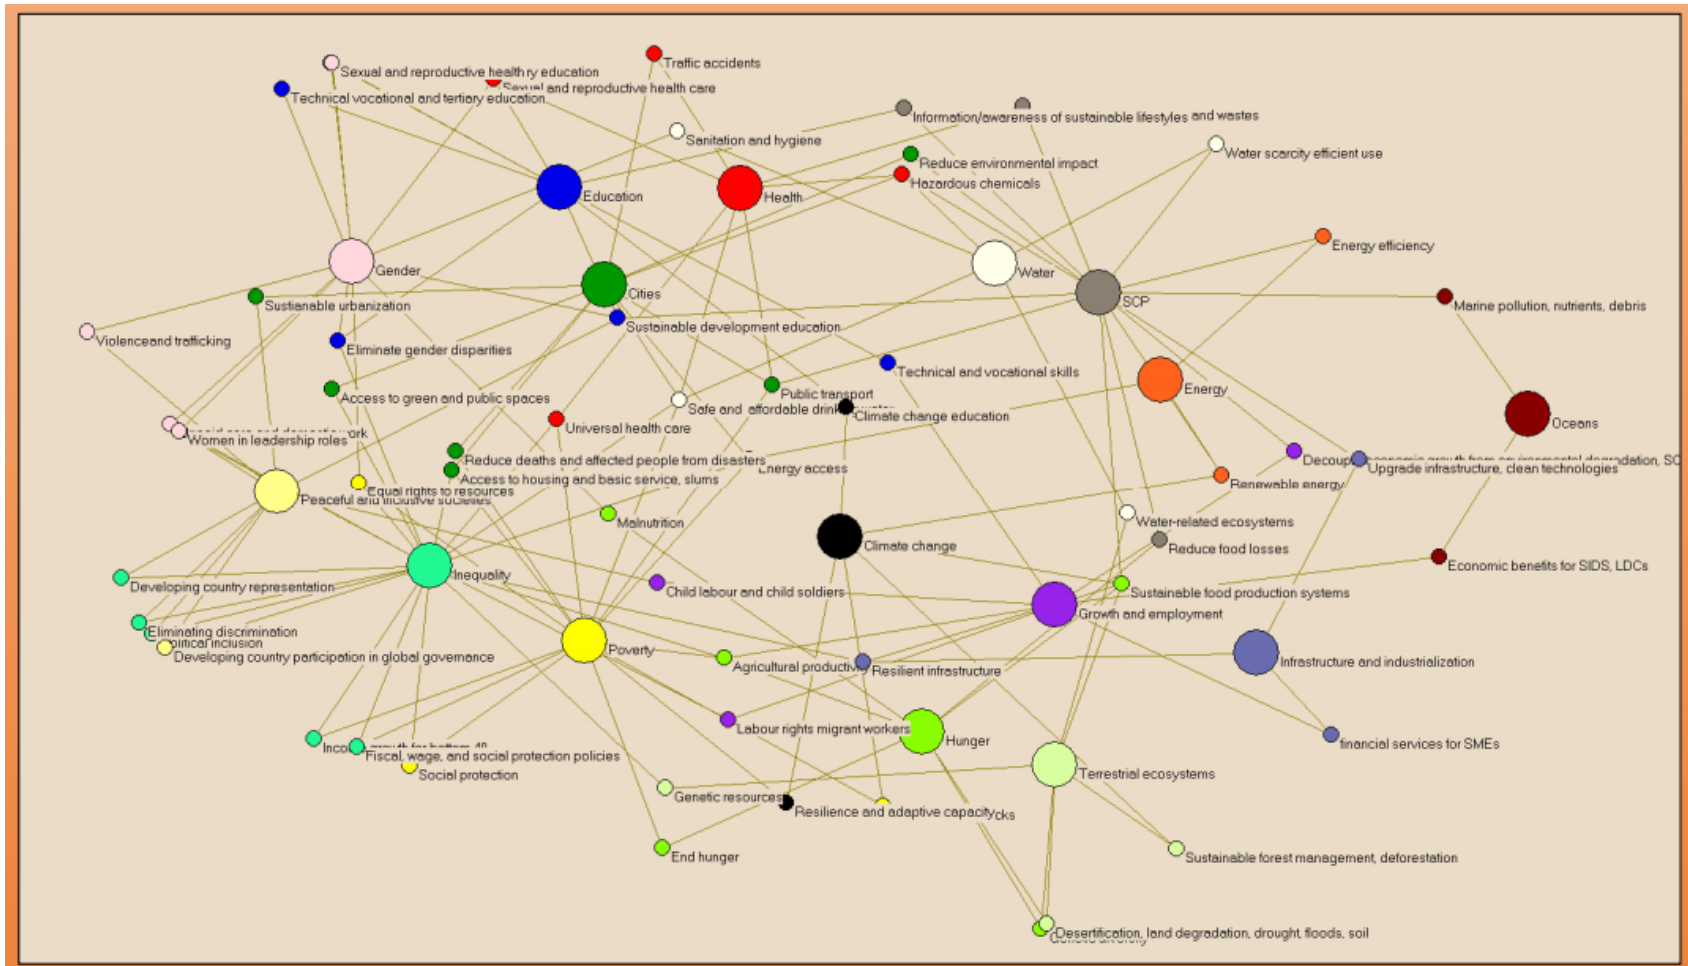 Traffic accidents
Sexual and reproductive health ry education
Sexual and reproductive health care
Technical vocational and tertiary education
Information/awareness of sustainable lifestyles and wastes
Sanitation and hygiene
Water scarcity efficient use
Reduce environmental impact
Hazardous chemicals
Education
Health
Energy efficiency
Gender
Water
Cities
SCP
Sustianable urbanization
Marine pollution, nutrients, debris
Sustainable development education
Violenceand trafficking
Eliminate gender disparities
Technical and vocational skills
Energy
Public transport
Access to green and public spaces
Safe and affordable
Climate change education
Oceans
Universal health care
Women in leadership roles
Reduce deaths and affected people from disasters
Energy access
Upgrade infrastructure, clean technologies
Access to housing and basic service, slums
Renewable energy
Equal rights to resources
Peaceful and inclusive societies
Malnutrition
Water-related ecosystems
Climate change
Reduce food losses
Economic benefits for SIDS, LDCs
Inequality
Developing country representation
Child labour and child soldiers
Sustainable food production systems
Growth and employment
Eliminating discrimination
political inclusion
Poverty
Developing country participation in global governance
Agricultural productivity
Resilient infrastructure
Infrastructure and industrialization
Labour rights migrant workers
Hunger
financial services for SMEs
Fiscal, wage, and social protection policies
Social protection
Terrestrial ecosystems
Genetic resources
Resilience and adaptive capacity cks
End hunger
Sustainable forest management, deforestation
Desertification, land degradation, drought, floods, soil